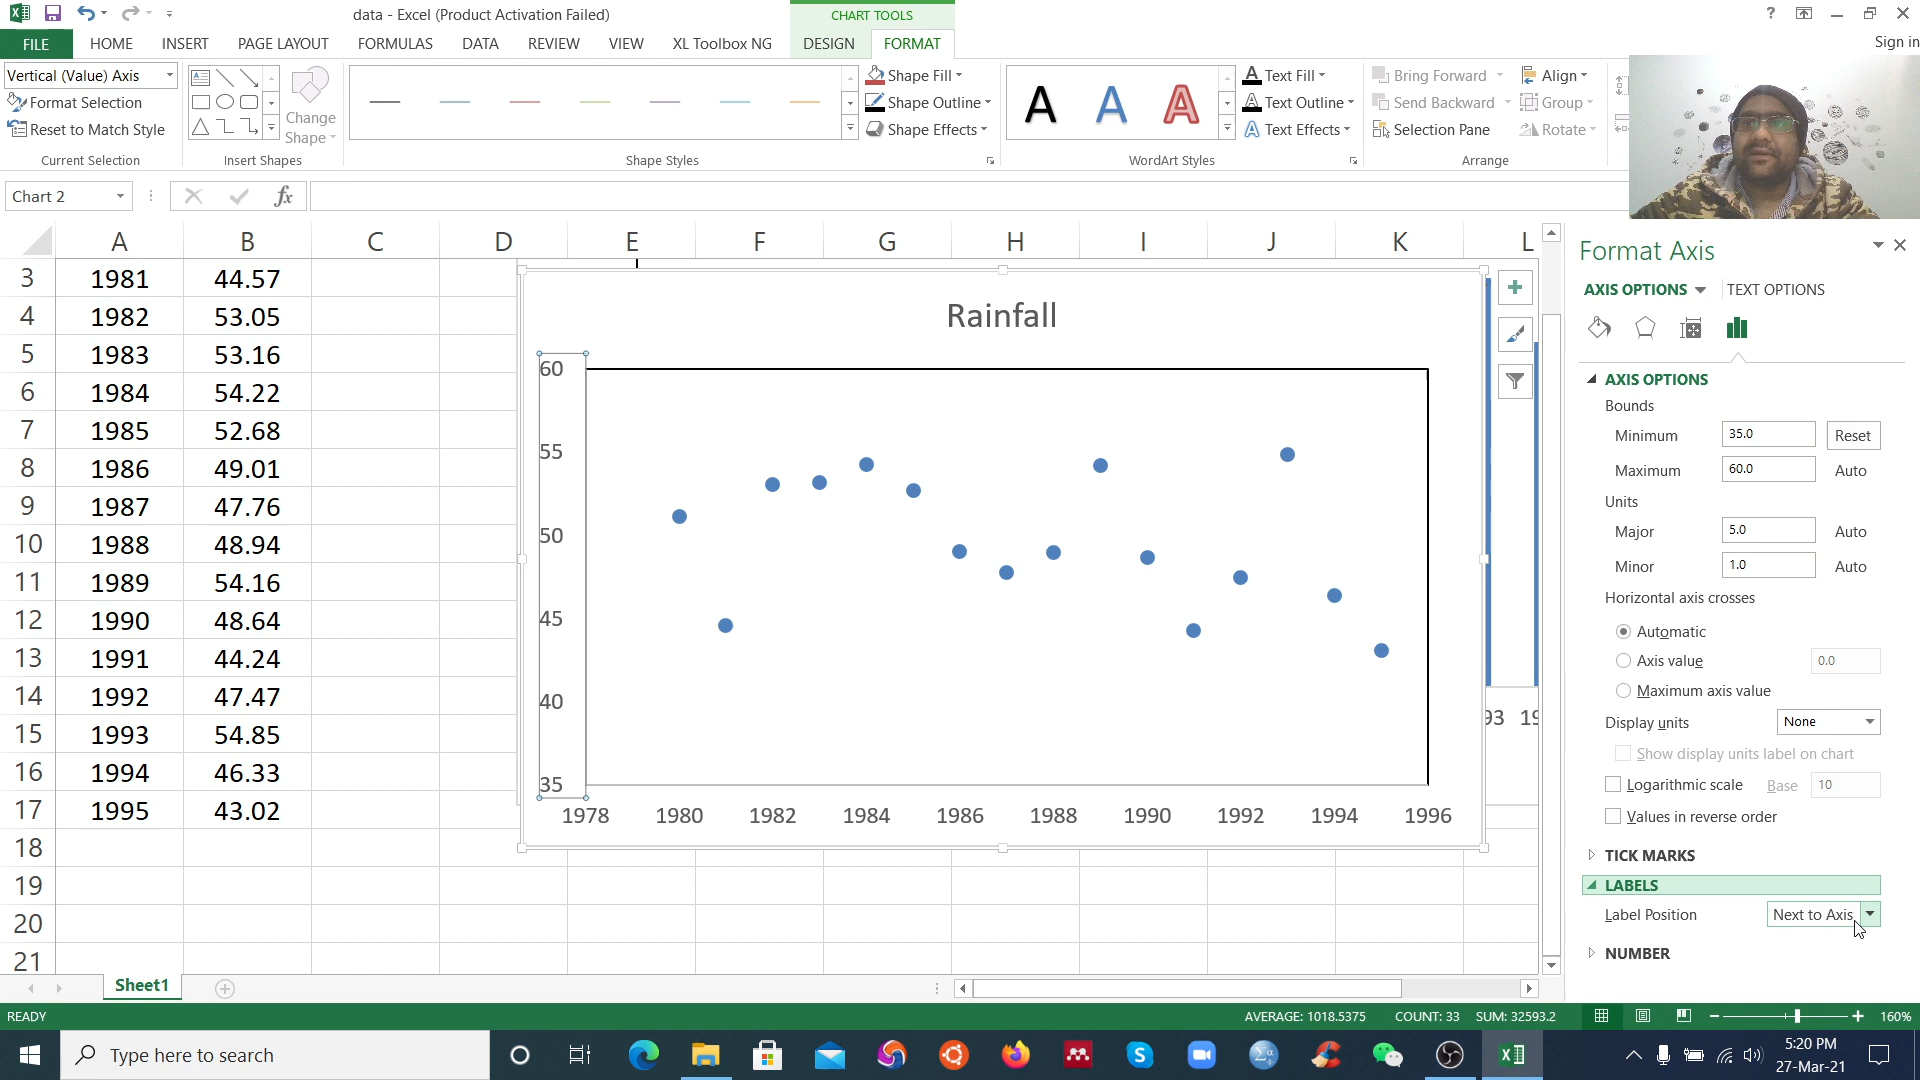 data - Excel (Product Activation Failed)
CHART TOOLS
?
FILE
HOME
INSERT
PAGE LAYOUT
FORMULAS
DATA
REVIEW
VIEW
XL Toolbox NG
DESIGN
FORMAT
Sign in
Vertical (Value) Axis
Format Selection
Reset to Match Style
Current Selection
Change
Shape
Insert Shapes
Shape Fill
Shape Outline
Shape Effects
Shape Styles
A A A
Text Fill
Text Outline
Text Effects
WordArt Styles
Bring Forward
Send Backward
Selection Pane
Align
Group
Rotate
Arrange
Chart 2
fx
A B C D E F G H I J K L
3 1981 44.57
4 1982 53.05
5 1983 53.16
6 1984 54.22
7 1985 52.68
8 1986 49.01
9 1987 47.76
10 1988 48.94
11 1989 54.16
12 1990 48.64
13 1991 44.24
14 1992 47.47
15 1993 54.85
16 1994 46.33
17 1995 43.02
18
19
20
21
Rainfall
60
55
50
45
40
35
1978 1980 1982 1984 1986 1988 1990 1992 1994 1996
93 19
Format Axis
AXIS OPTIONS
TEXT OPTIONS
AXIS OPTIONS
Bounds
Minimum 35.0 Reset
Maximum 60.0 Auto
Units
Major 5.0 Auto
Minor 1.0 Auto
Horizontal axis crosses
Automatic
Axis value 0.0
Maximum axis value
Display units None
Show display units label on chart
Logarithmic scale Base 10
Values in reverse order
TICK MARKS
LABELS
Label Position Next to Axis
NUMBER
Sheet1
READY
AVERAGE: 1018.5375 COUNT: 33 SUM: 32593.2
160%
Type here to search
5:20 PM
27-Mar-21